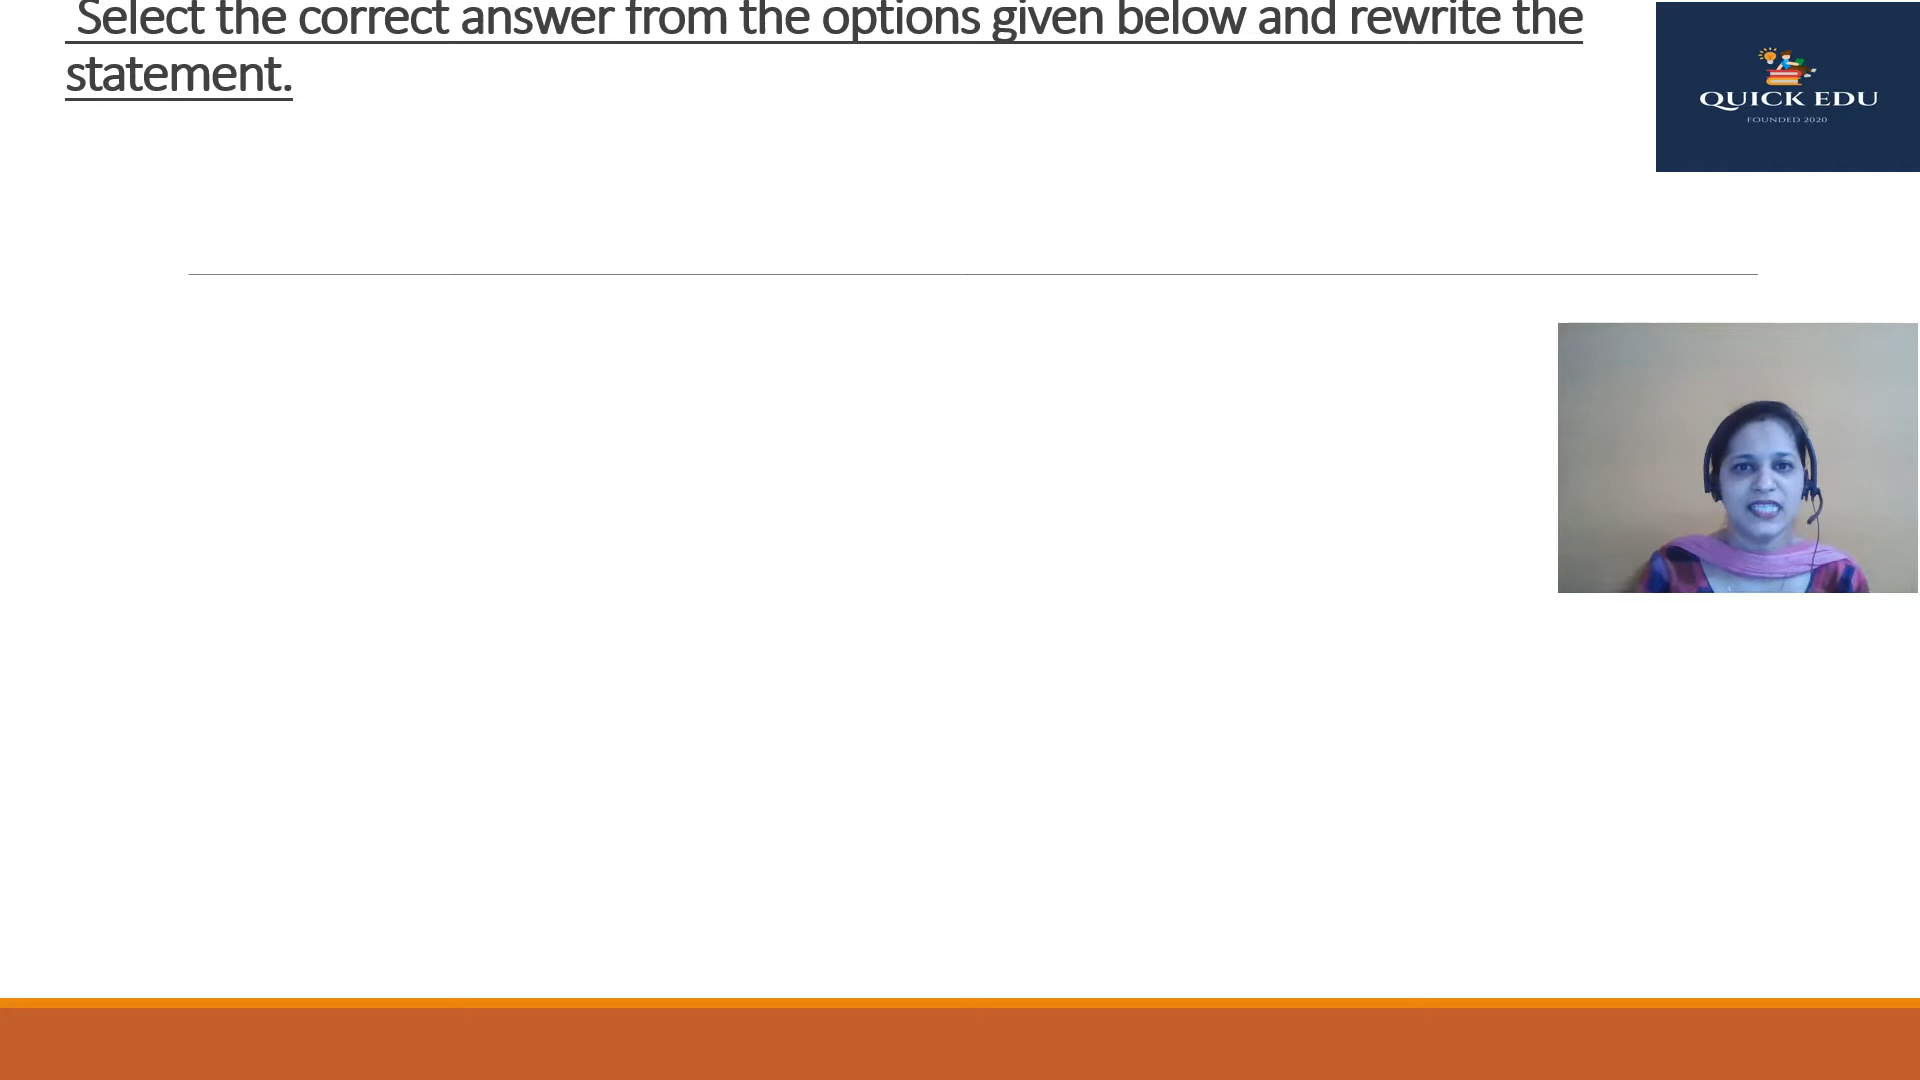 Select the correct answer from the options given below and rewrite the
statement.
QUICK EDU
FOUNDED 2020